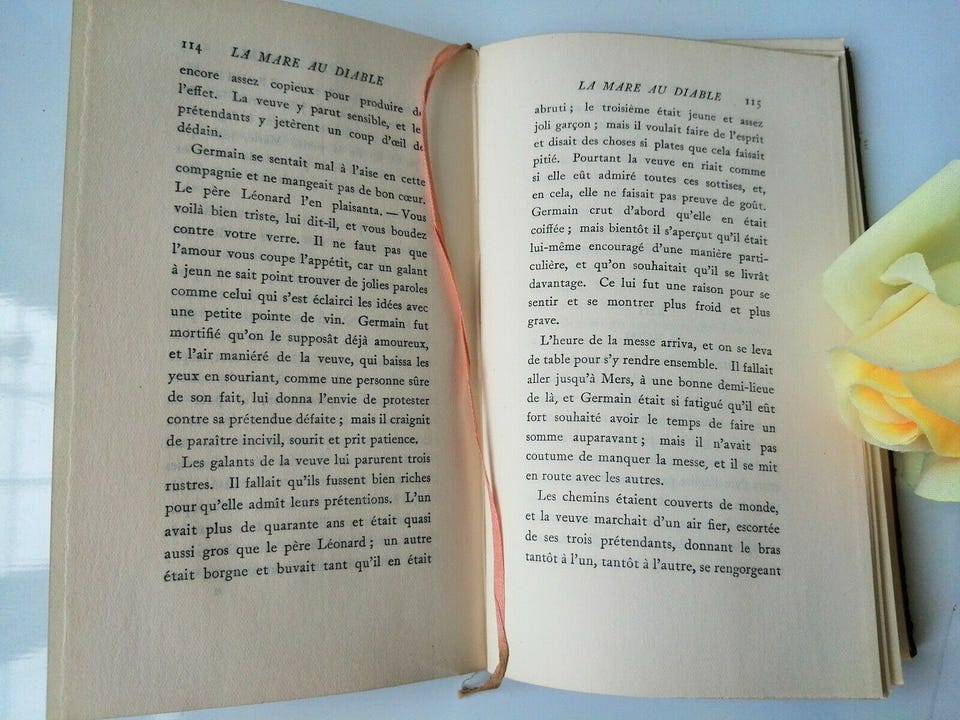 114 LA MARE AU DIABLE
encore assez copieux pour produire de
l'effet. La veuve y parut sensible, et les
prétendants y jetèrent un coup d'œil de
dédain.
Germain se sentait mal à l'aise en cette
compagnie et ne mangeait pas de bon cœur.
Le père Léonard l'en plaisanta. — Vous
voilà bien triste, lui dit-il, et vous boudez
contre votre verre. Il ne faut pas que
l'amour vous coupe l'appétit, car un galant
à jeun ne sait point trouver de jolies paroles
comme celui qui s'est éclairci les idées avec
une petite pointe de vin. Germain fut
mortifié qu'on le supposât déjà amoureux,
et l'air maniéré de la veuve, qui baissa les
yeux en souriant, comme une personne sûre
de son fait, lui donna l'envie de protester
contre sa prétendue défaite ; mais il craignit
de paraître incivil, sourit et prit patience.
Les galants de la veuve lui parurent trois
rustres. Il fallait qu'ils fussent bien riches
pour qu'elle admît leurs prétentions. L'un
avait plus de quarante ans et était quasi
aussi gros que le père Léonard ; un autre
était borgne et buvait tant qu'il en était
LA MARE AU DIABLE 115
abruti ; le troisième était jeune et assez
joli garçon ; mais il voulait faire de l'esprit
et disait des choses si plates que cela faisait
pitié. Pourtant la veuve en riait comme
si elle eût admiré toutes ces sottises, et,
en cela, elle ne faisait pas preuve de goût.
Germain crut d'abord qu'elle en était
coiffée ; mais bientôt il s'aperçut qu'il était
lui-même encouragé d'une manière parti-
culière, et qu'on souhaitait qu'il se livrât
davantage. Ce lui fut une raison pour se
sentir et se montrer plus froid et plus
grave.
L'heure de la messe arriva, et on se leva
de table pour s'y rendre ensemble. Il fallait
aller jusqu'à Mers, à une bonne demi-lieue
de là, et Germain était si fatigué qu'il eût
fort souhaité avoir le temps de faire un
somme auparavant ; mais il n'avait pas
coutume de manquer la messe, et il se mit
en route avec les autres.
Les chemins étaient couverts de monde,
et la veuve marchait d'un air fier, escortée
de ses trois prétendants, donnant le bras
tantôt à l'un, tantôt à l'autre, se rengorgeant